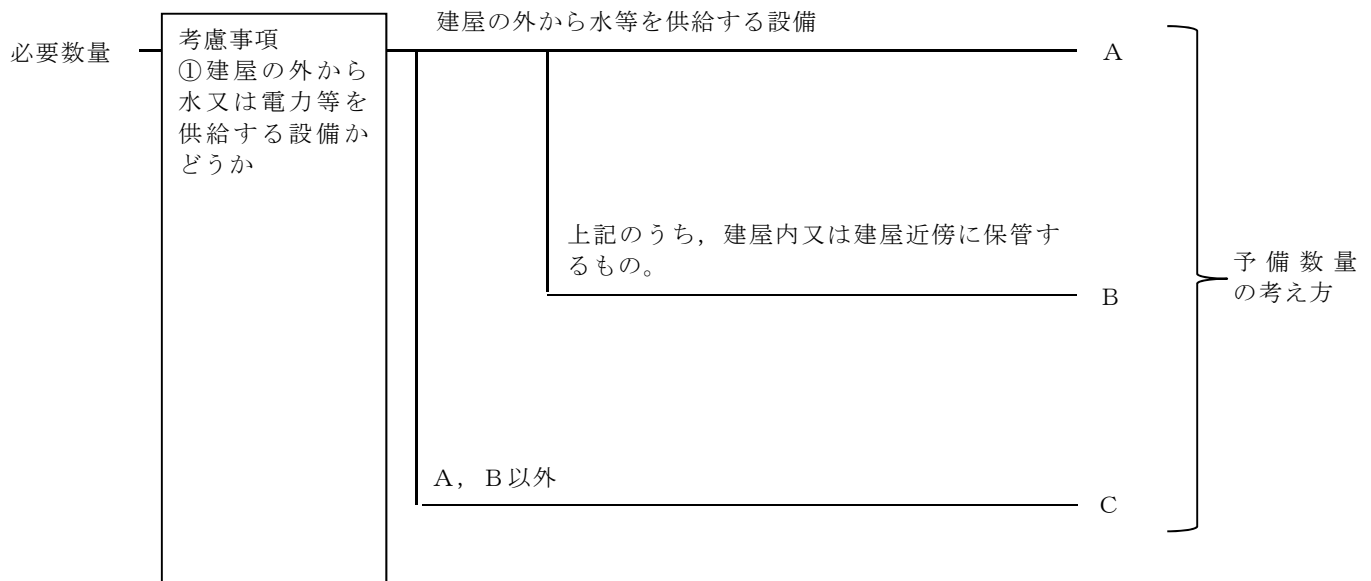 建屋の外から水等を供給する設備
必要数量
考慮事項
①建屋の外から
水又は電力等を
供給する設備か
どうか
A
上記のうち，建屋内又は建屋近傍に保管す
るもの。
B
予備数量
の考え方
A，B以外
C